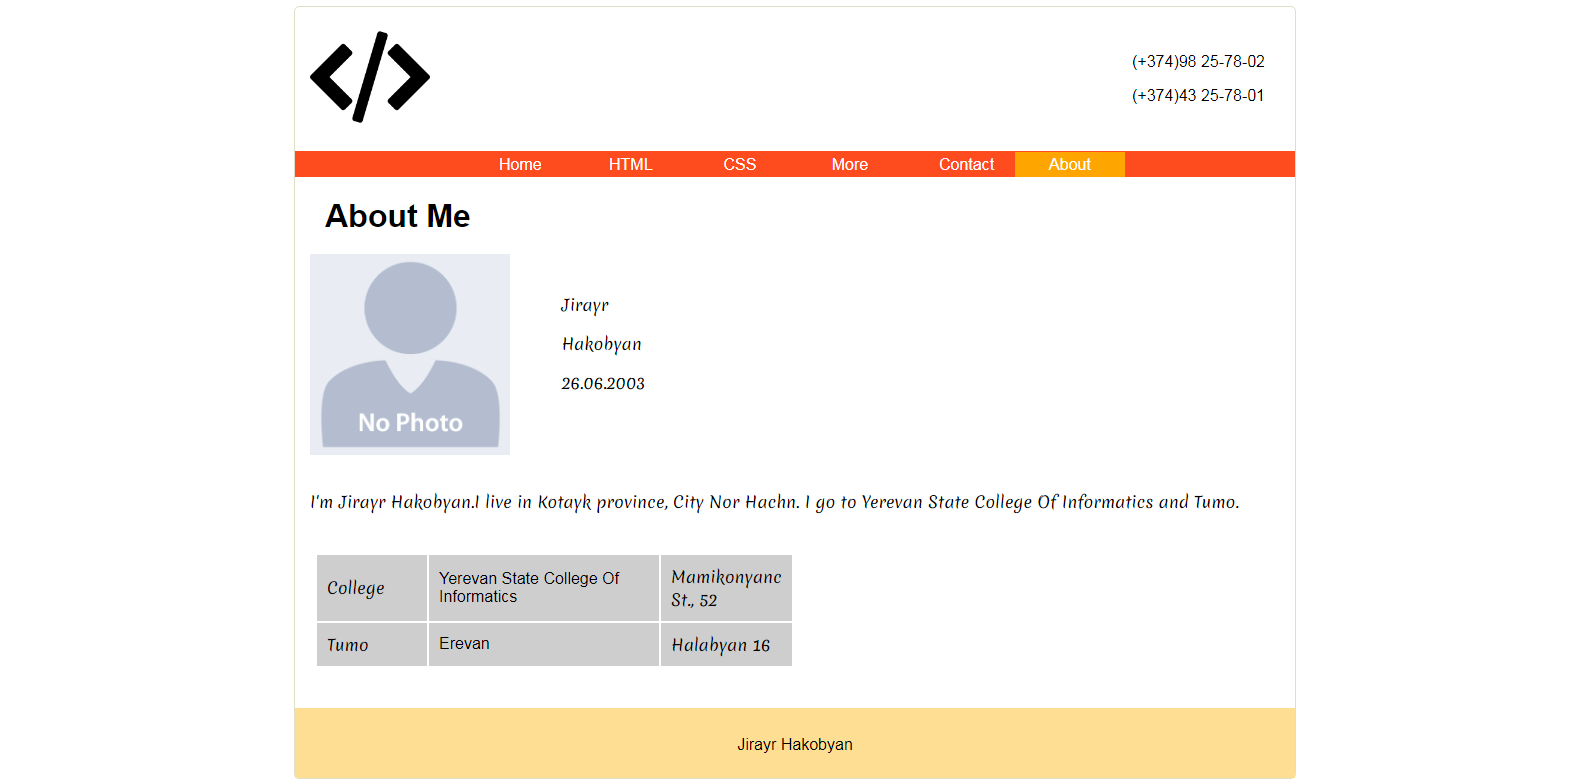 </>
(+374)98 25-78-02
(+374)43 25-78-01
Home HTML CSS More Contact About
About Me
No Photo
Jirayr
Hakobyan
26.06.2003
I'm Jirayr Hakobyan.I live in Kotayk province, City Nor Hachn. I go to Yerevan State College Of Informatics and Tumo.
College
Yerevan State College Of
Informatics
Mamikonyanc
St., 52
Tumo
Erevan
Halabyan 16
Jirayr Hakobyan